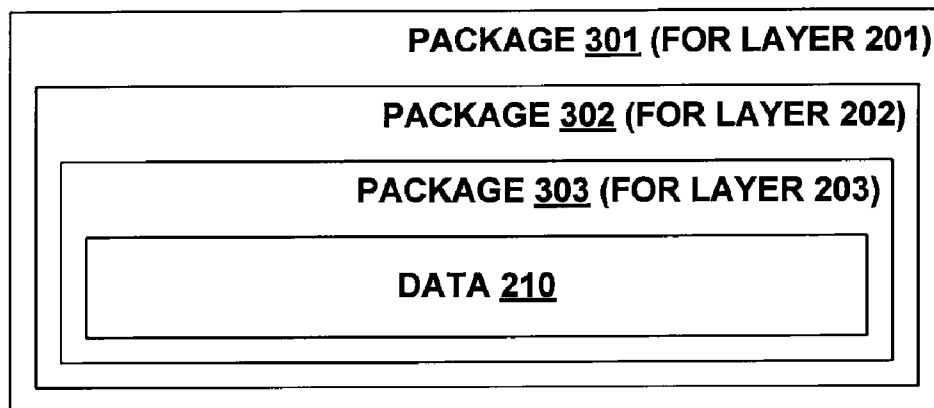 PACKAGE 301 (FOR LAYER 201)
PACKAGE 302 (FOR LAYER 202)
PACKAGE 303 (FOR LAYER 203)
DATA 210